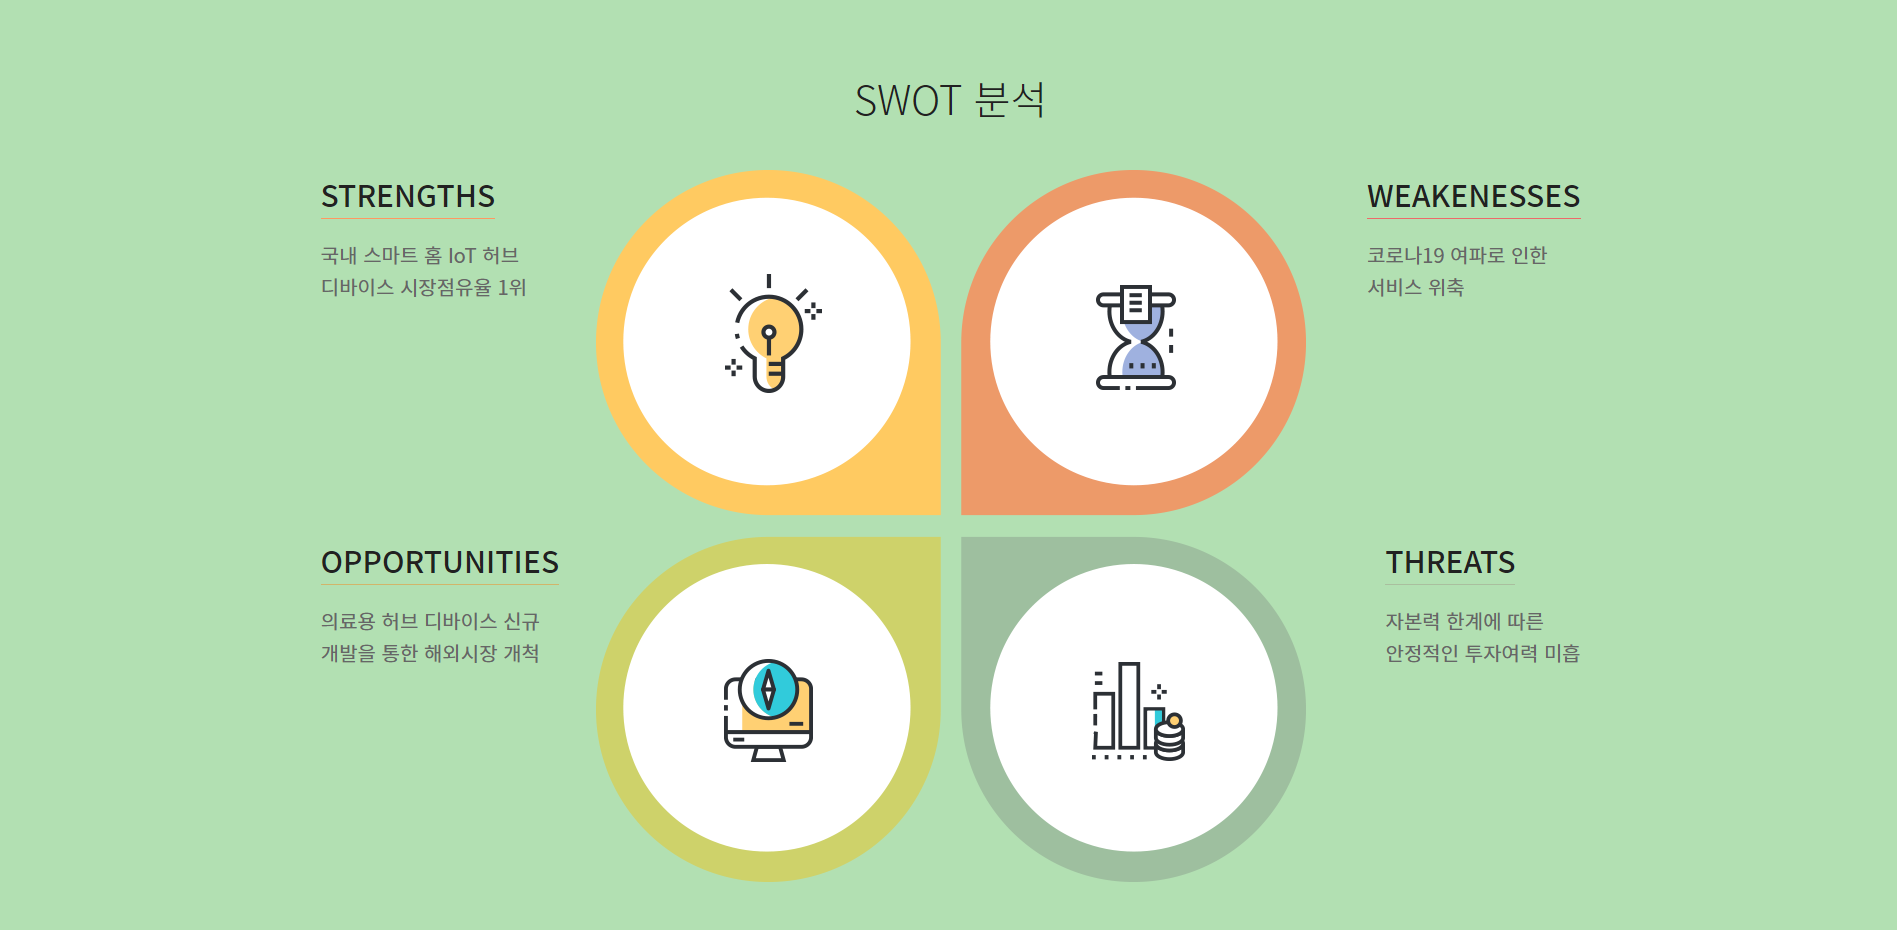 SWOT 분석
STRENGTHS
국내 스마트 홈 IoT 허브
디바이스 시장점유율 1위
WEAKENESSES
코로나19 여파로 인한
서비스 위축
OPPORTUNITIES
의료용 허브 디바이스 신규
개발을 통한 해외시장 개척
THREATS
자본력 한계에 따른
안정적인 투자여력 미흡